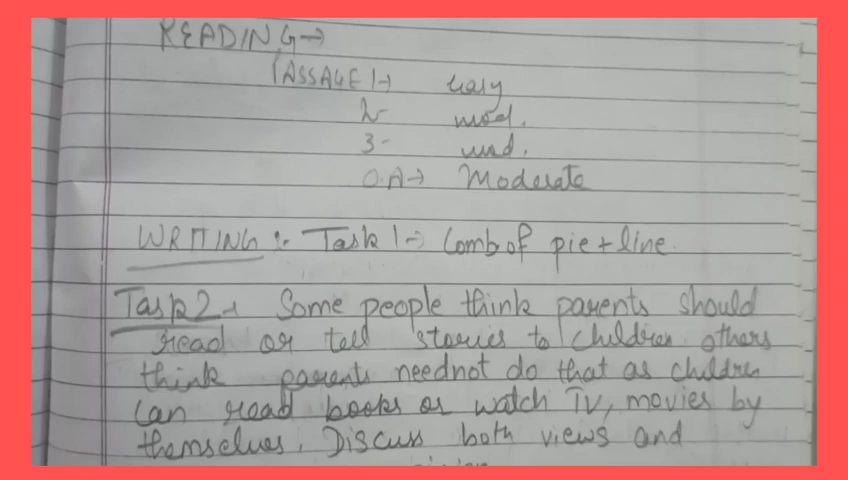 READING→
PASSAGE 1→ Easy
2- mod.
3- mod.
O.A→ Moderate
WRITING :- Task 1→ Comb of pie + line.
Task 2→ Some people think parents should
read or tell stories to children. others
think parents neednot do that as children
can read books or watch TV, movies by
themselves. Discuss both views and